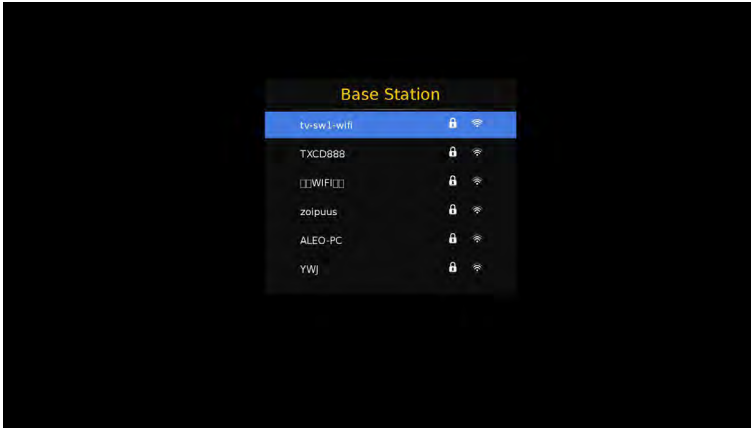 Base Station
tv-sw1-wifi
TXCD888
□□WIFI□□
zoipuus
ALEO-PC
YWJ